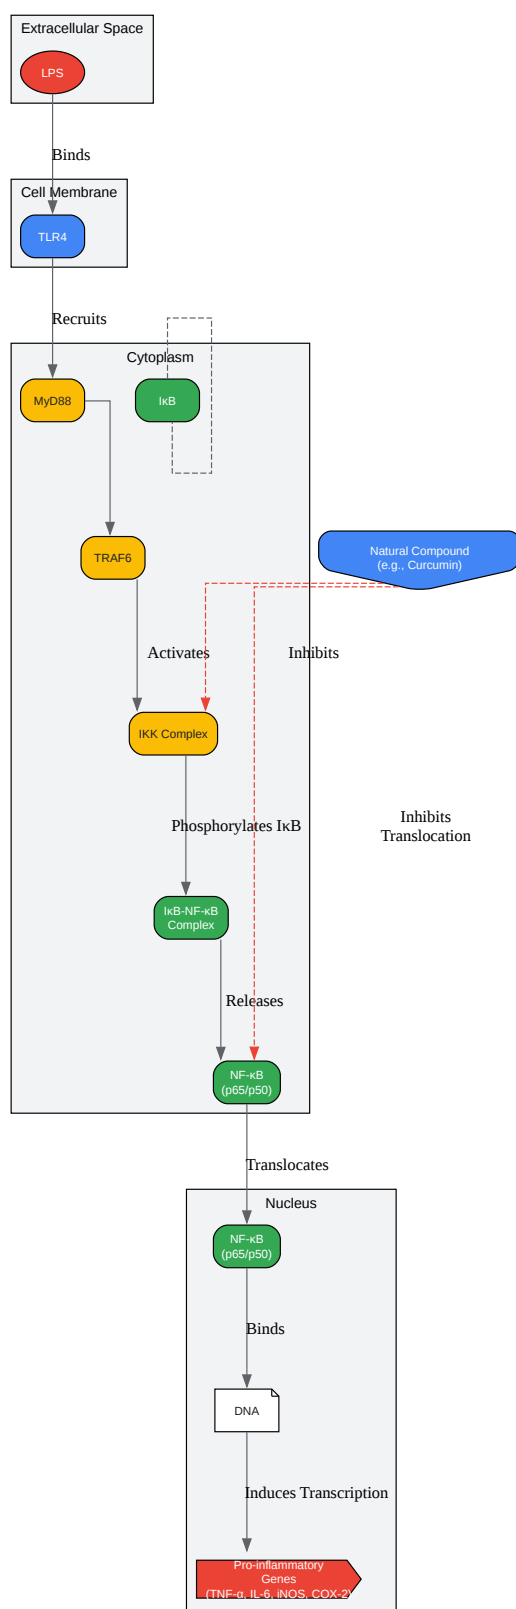 Extracellular Space
LPS
Binds
Cell Membrane
TLR4
Recruits
Cytoplasm
MyD88
IκB
TRAF6
Natural Compound
(e.g., Curcumin)
Activates
Inhibits
IKK Complex
Inhibits
Translocation
Phosphorylates IκB
IκB-NF-κB
Complex
Releases
NF-κB
(p65/p50)
Translocates
Nucleus
NF-κB
(p65/p50)
Binds
DNA
Induces Transcription
Pro-inflammatory
Genes
(TNF-α, IL-6, iNOS, COX-2)